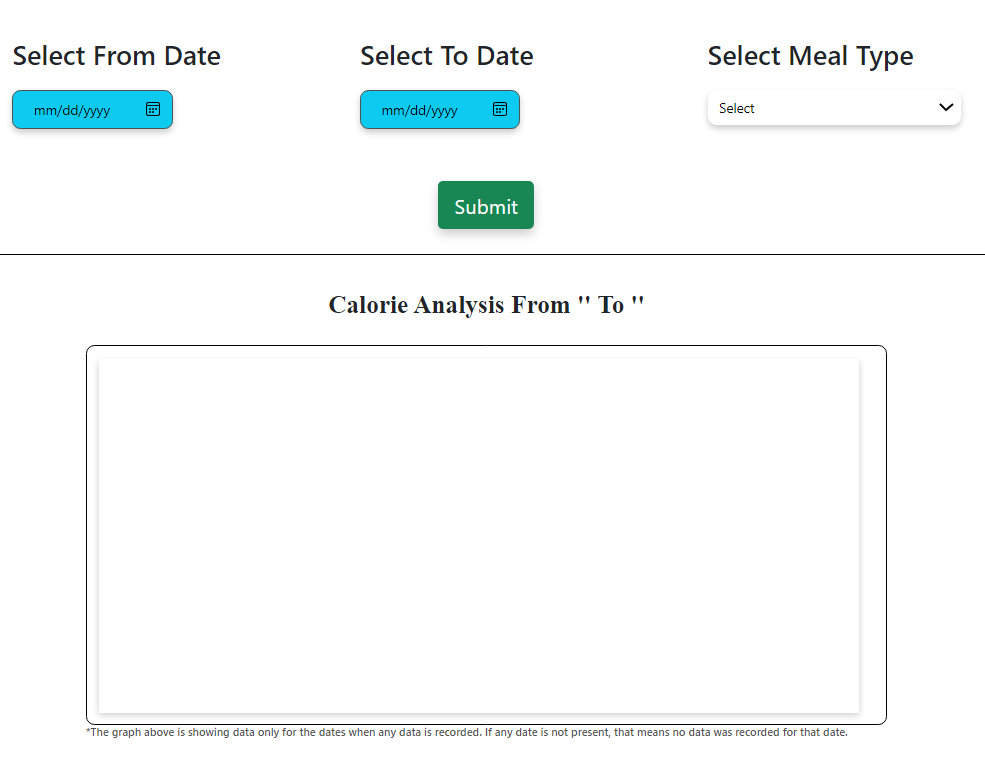 Select From Date
Select To Date
Select Meal Type
mm/dd/yyyy
mm/dd/yyyy
Select
Submit
Calorie Analysis From '' To ''
*The graph above is showing data only for the dates when any data is recorded. If any date is not present, that means no data was recorded for that date.